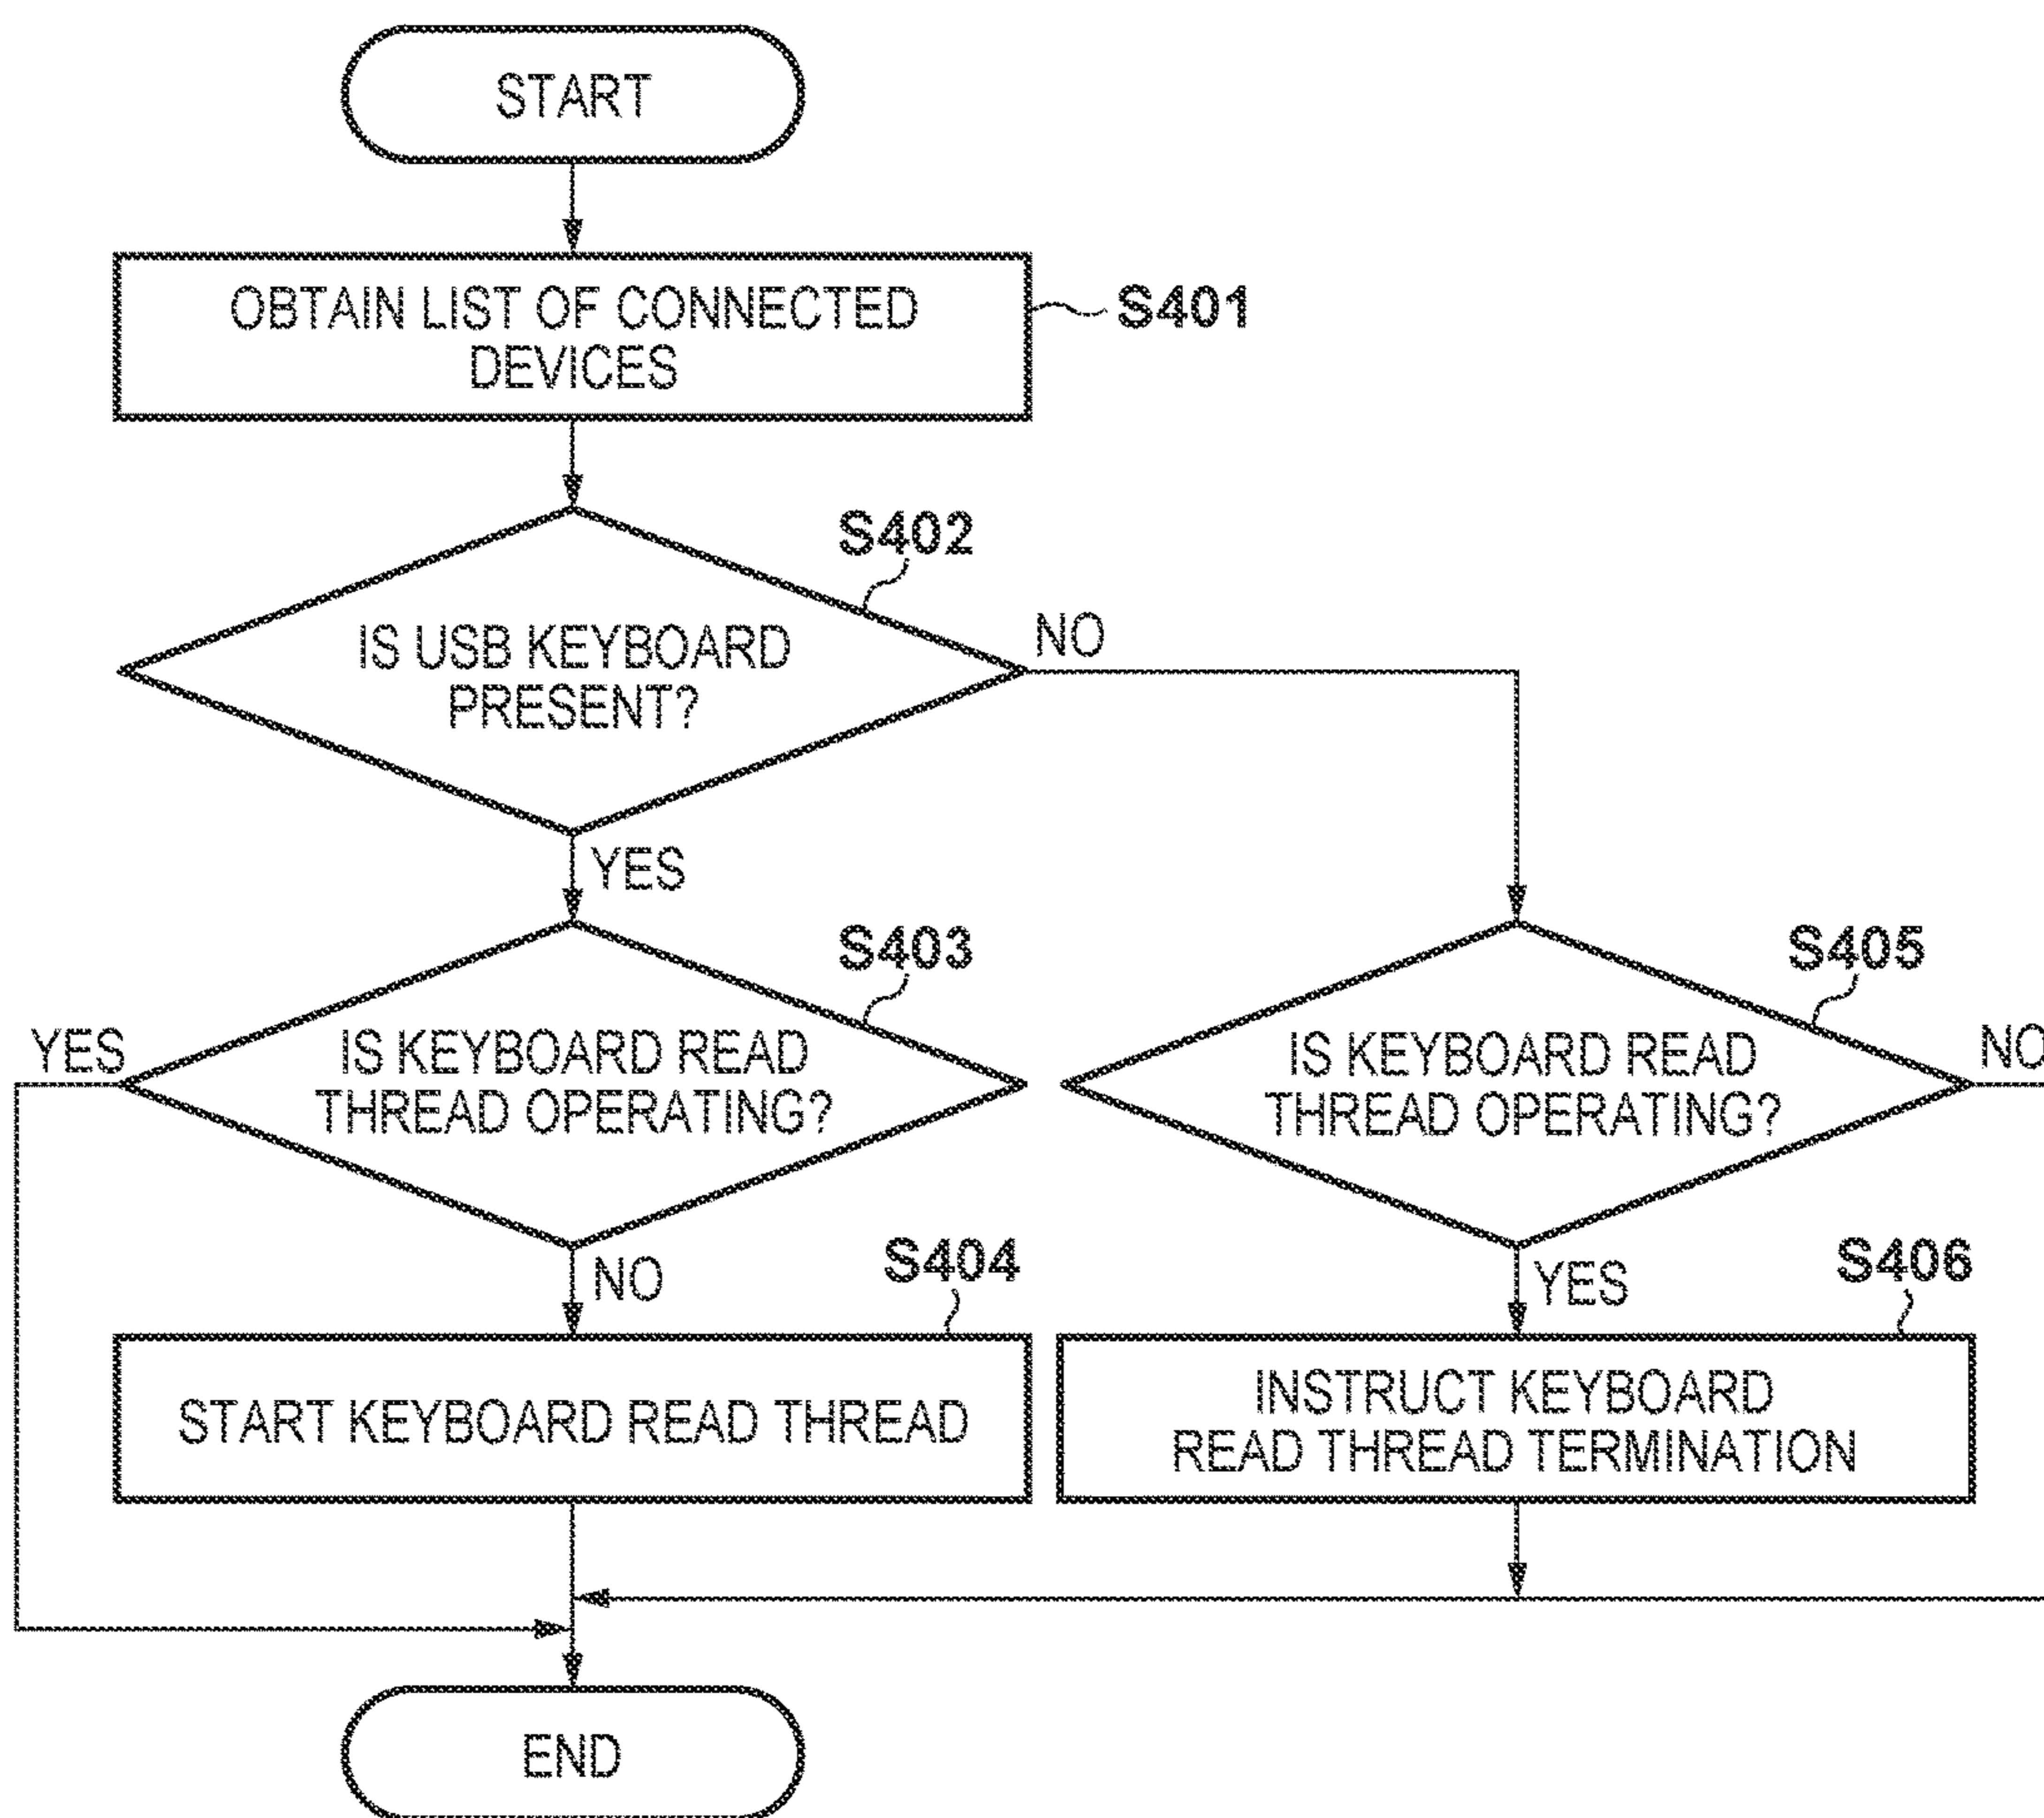 START
OBTAIN LIST OF CONNECTED
DEVICES
S401
S402
IS USB KEYBOARD
PRESENT?
NO
YES
S403
IS KEYBOARD READ
THREAD OPERATING?
YES
NO
S405
IS KEYBOARD READ
THREAD OPERATING?
NO
YES
S404
START KEYBOARD READ THREAD
S406
INSTRUCT KEYBOARD
READ THREAD TERMINATION
END